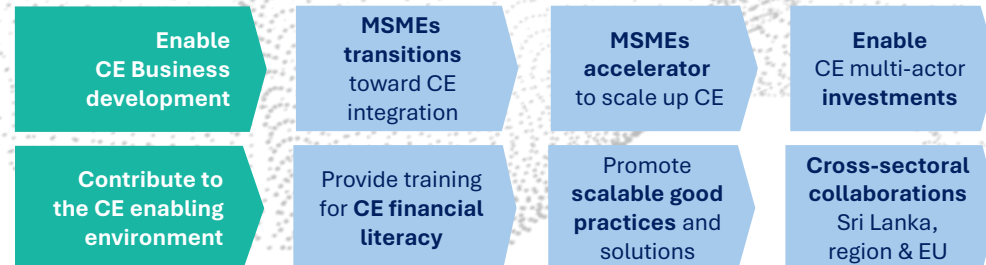 Enable
CE Business
development
MSMEs
transitions
toward CE
integration
MSMEs
accelerator
to scale up CE
Enable
CE multi-actor
investments
Contribute to
the CE enabling
environment
Provide training
for CE financial
literacy
Promote
scalable good
practices and
solutions
Cross-sectoral
collaborations
Sri Lanka,
region & EU